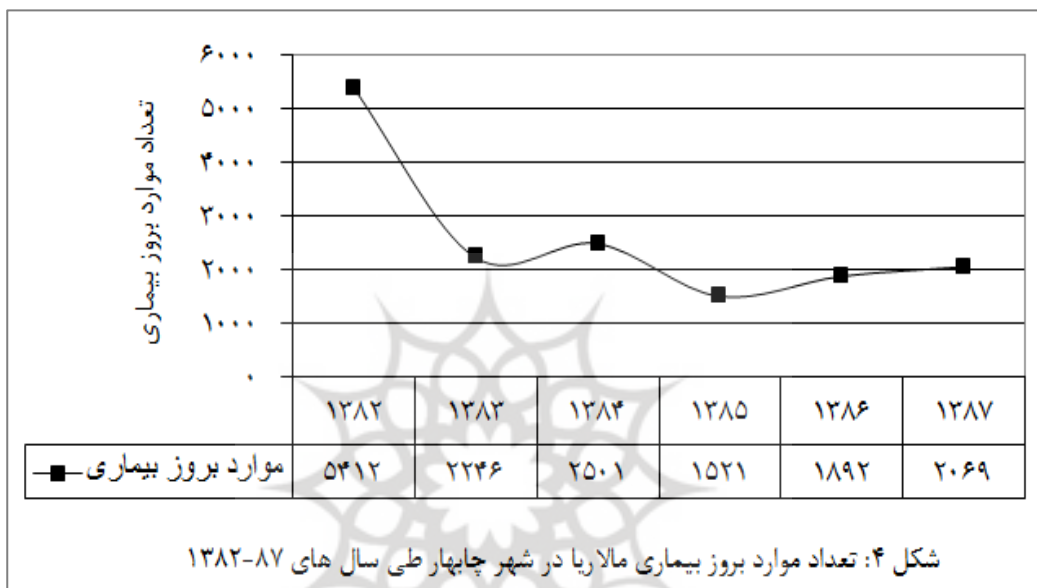 تعداد موارد بروز بیماری
۶۰۰۰
۵۰۰۰
۴۰۰۰
۳۰۰۰
۲۰۰۰
۱۰۰۰
۰
۱۳۸۲ ۱۳۸۳ ۱۳۸۴ ۱۳۸۵ ۱۳۸۶ ۱۳۸۷
موارد بروز بیماری ۵۴۱۲ ۲۲۴۶ ۲۵۰۱ ۱۵۲۱ ۱۸۹۲ ۲۰۶۹
شکل ۴: تعداد موارد بروز بیماری مالاریا در شهر چابهار طی سال های ۸۷-۱۳۸۲